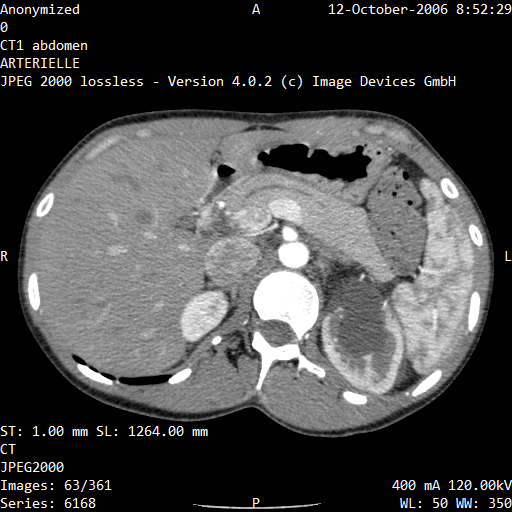 Anonymized A 12-October-2006 8:52:29
0
CT1 abdomen
ARTERIELLE
JPEG 2000 lossless - Version 4.0.2 (c) Image Devices GmbH
R L
ST: 1.00 mm SL: 1264.00 mm
CT
JPEG2000
Images: 63/361 400 mA 120.00kV
Series: 6168 P WL: 50 WW: 350